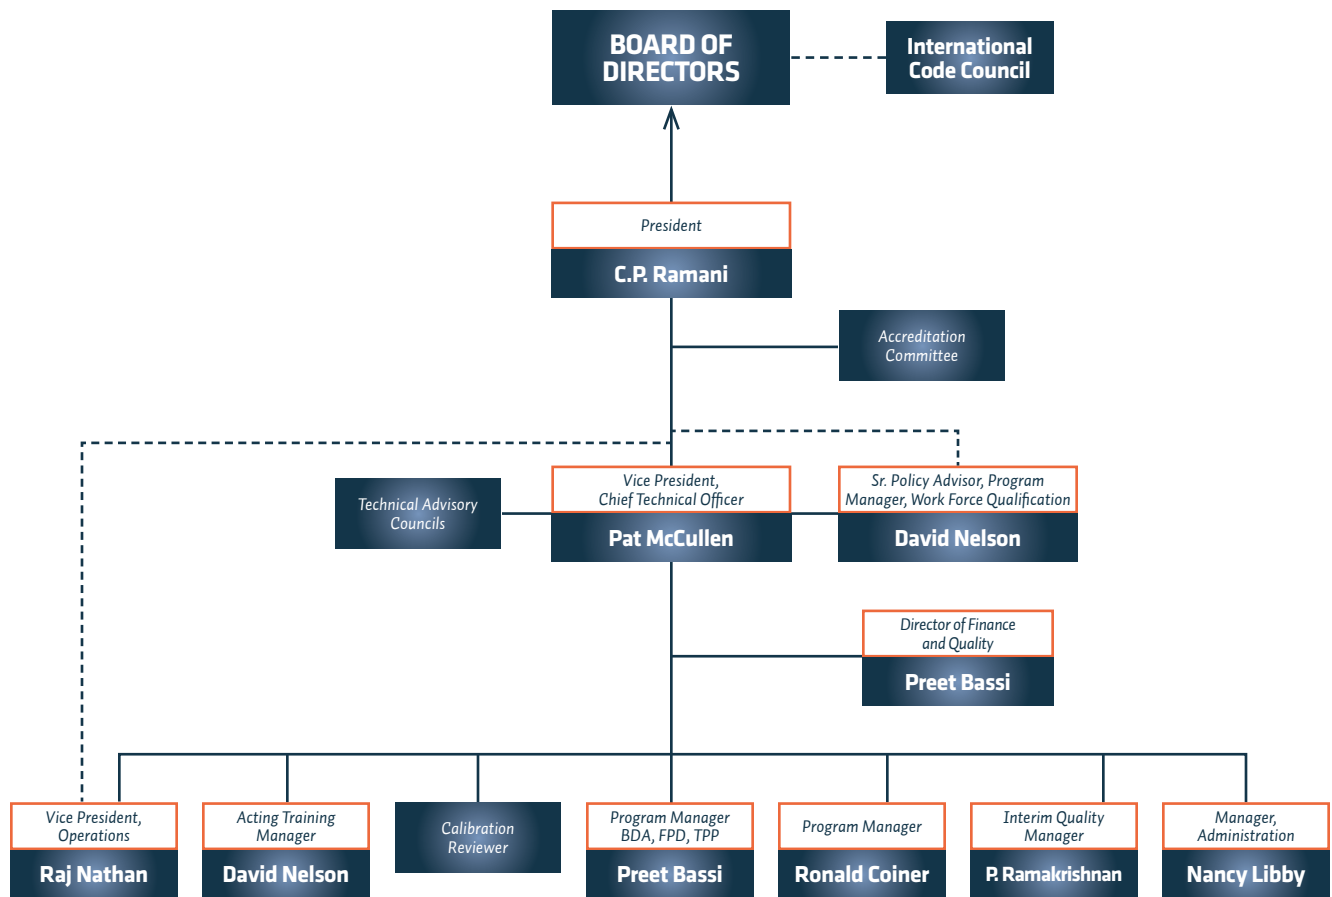 BOARD OF
DIRECTORS
International
Code Council
President
C.P. Ramani
Accreditation
Committee
Technical Advisory
Councils
Vice President,
Chief Technical Officer
Pat McCullen
Sr. Policy Advisor, Program
Manager, Work Force Qualification
David Nelson
Director of Finance
and Quality
Preet Bassi
Vice President,
Operations
Raj Nathan
Acting Training
Manager
David Nelson
Calibration
Reviewer
Program Manager
BDA, FPD, TPP
Preet Bassi
Program Manager
Ronald Coiner
Interim Quality
Manager
P. Ramakrishnan
Manager,
Administration
Nancy Libby